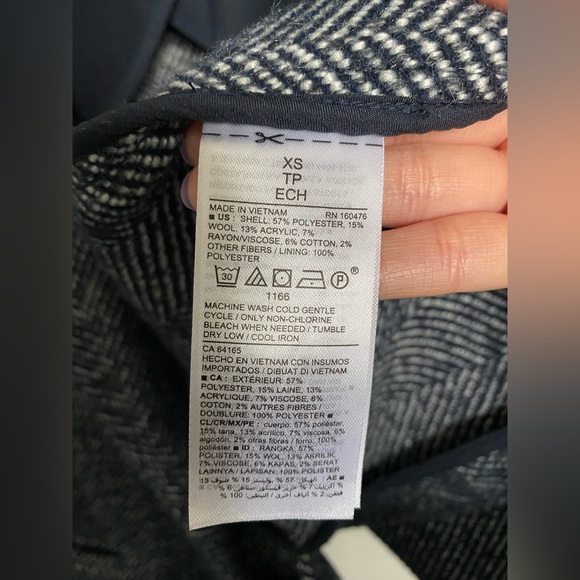 XS
TP
ECH
MADE IN VIETNAM RN 160476
■ US : SHELL: 57% POLYESTER, 15%
WOOL, 13% ACRYLIC, 7%
RAYON/VISCOSE, 6% COTTON, 2%
OTHER FIBERS / LINING: 100%
POLYESTER
30 P®
1166
MACHINE WASH COLD GENTLE
CYCLE / ONLY NON-CHLORINE
BLEACH WHEN NEEDED / TUMBLE
DRY LOW / COOL IRON
CA 64165
HECHO EN VIETNAM CON INSUMOS
IMPORTADOS / DIBUAT DI VIETNAM
■ CA : EXTÉRIEUR: 57%
POLYESTER, 15% LAINE, 13%
ACRYLIQUE, 7% VISCOSE, 6%
COTON, 2% AUTRES FIBRES /
DOUBLURE: 100% POLYESTER ■
CL/CR/MX/PE : cuerpo: 57% poliéster,
15% lana, 13% acrílico, 7% viscosa, 6%
algodón, 2% otras fibras / forro: 100%
poliéster ■ ID : RANGKA: 57%
POLIESTER, 15% WOL, 13% AKRILIK,
7% VISCOSE, 6% KAPAS, 2% SERAT
LAINLAINNYA / LAPISAN: 100% POLISTER